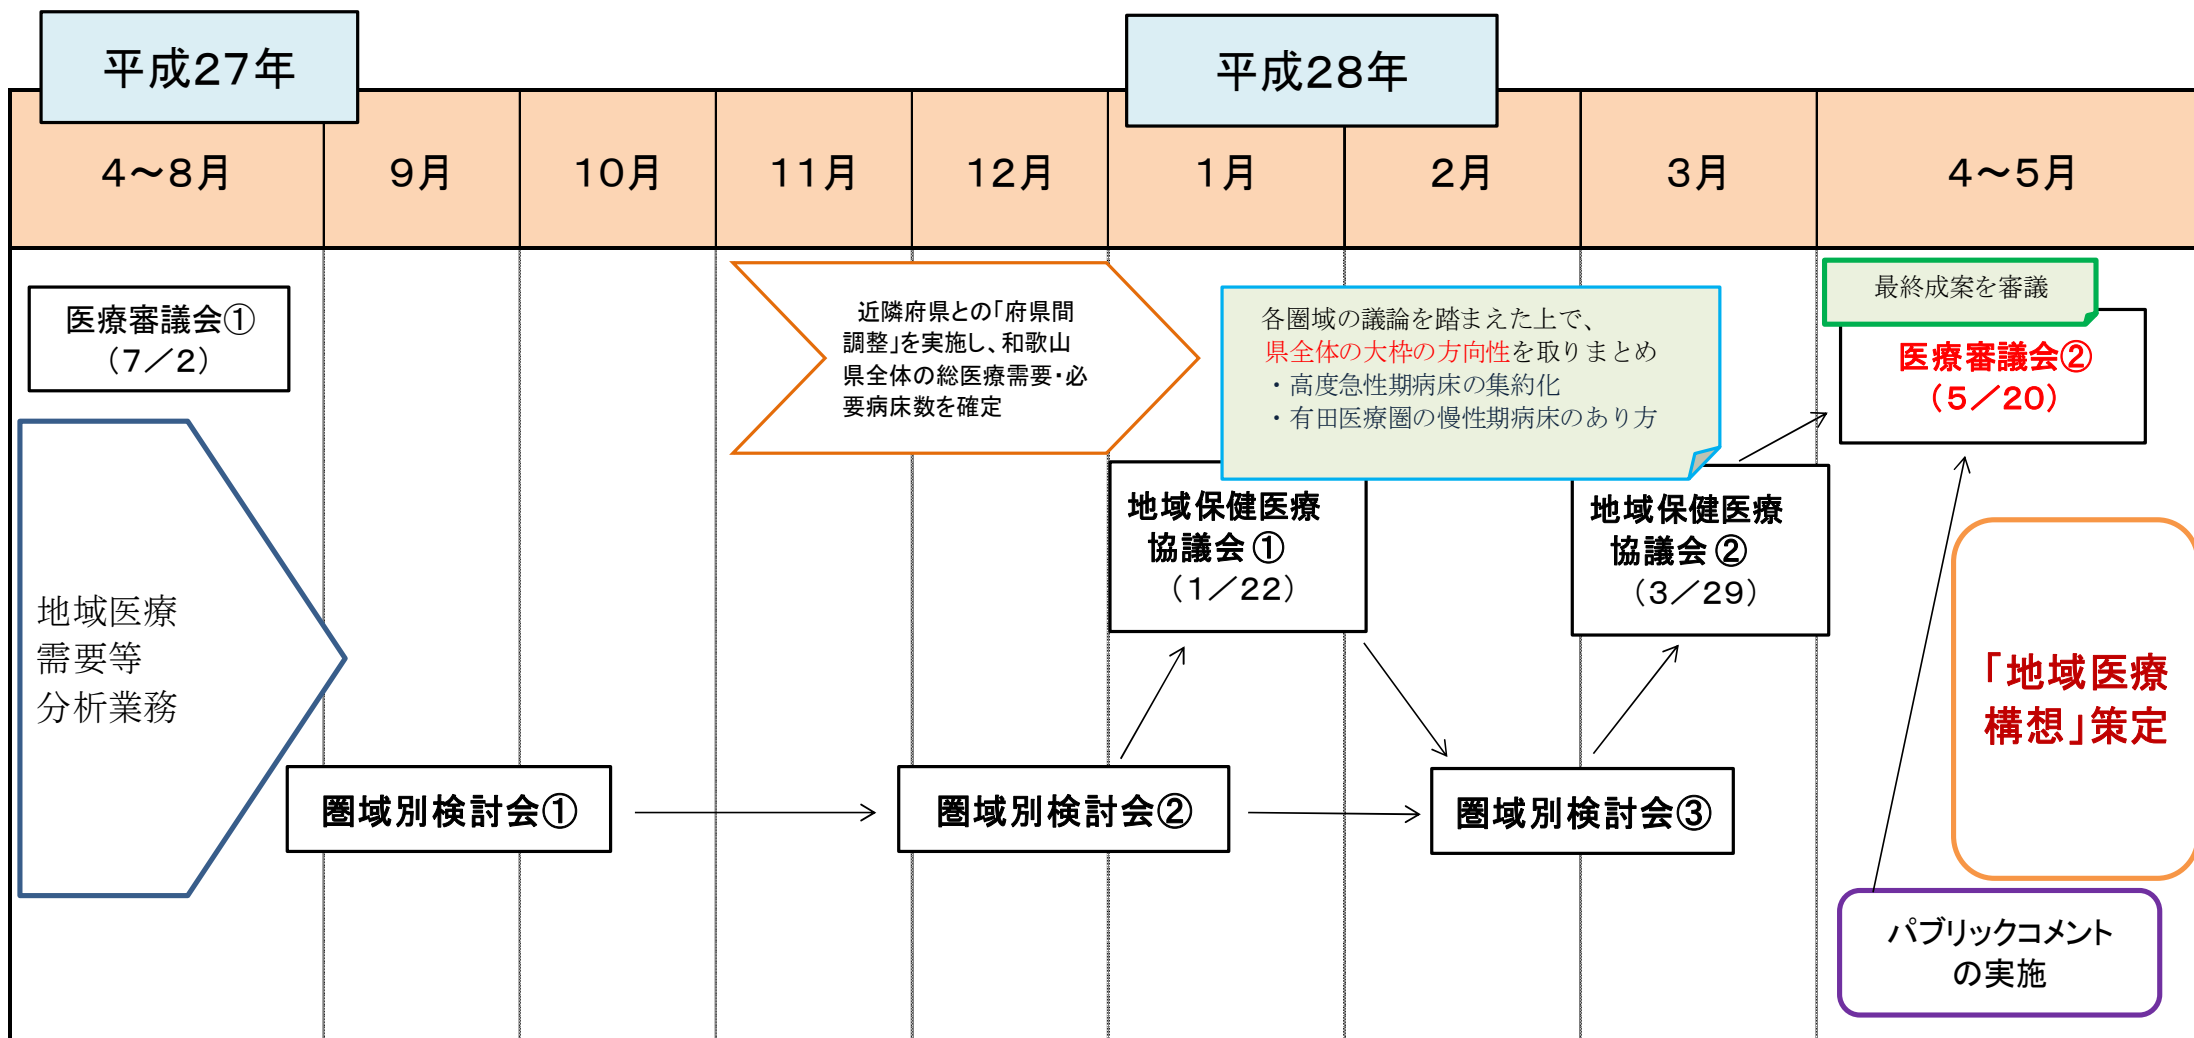 平成27年
平成28年
4～8月
9月
10月
11月
12月
1月
2月
3月
4～5月
医療審議会①
（7／2）
近隣府県との「府県間
調整」を実施し、和歌山
県全体の総医療需要・必
要病床数を確定
各圏域の議論を踏まえた上で、
県全体の大枠の方向性を取りまとめ
・高度急性期病床の集約化
・有田医療圏の慢性期病床のあり方
最終成案を審議
医療審議会②
（5／20）
地域保健医療
協議会①
（1／22）
地域保健医療
協議会②
（3／29）
地域医療
需要等
分析業務
「地域医療
構想」策定
圏域別検討会①
圏域別検討会②
圏域別検討会③
パブリックコメント
の実施